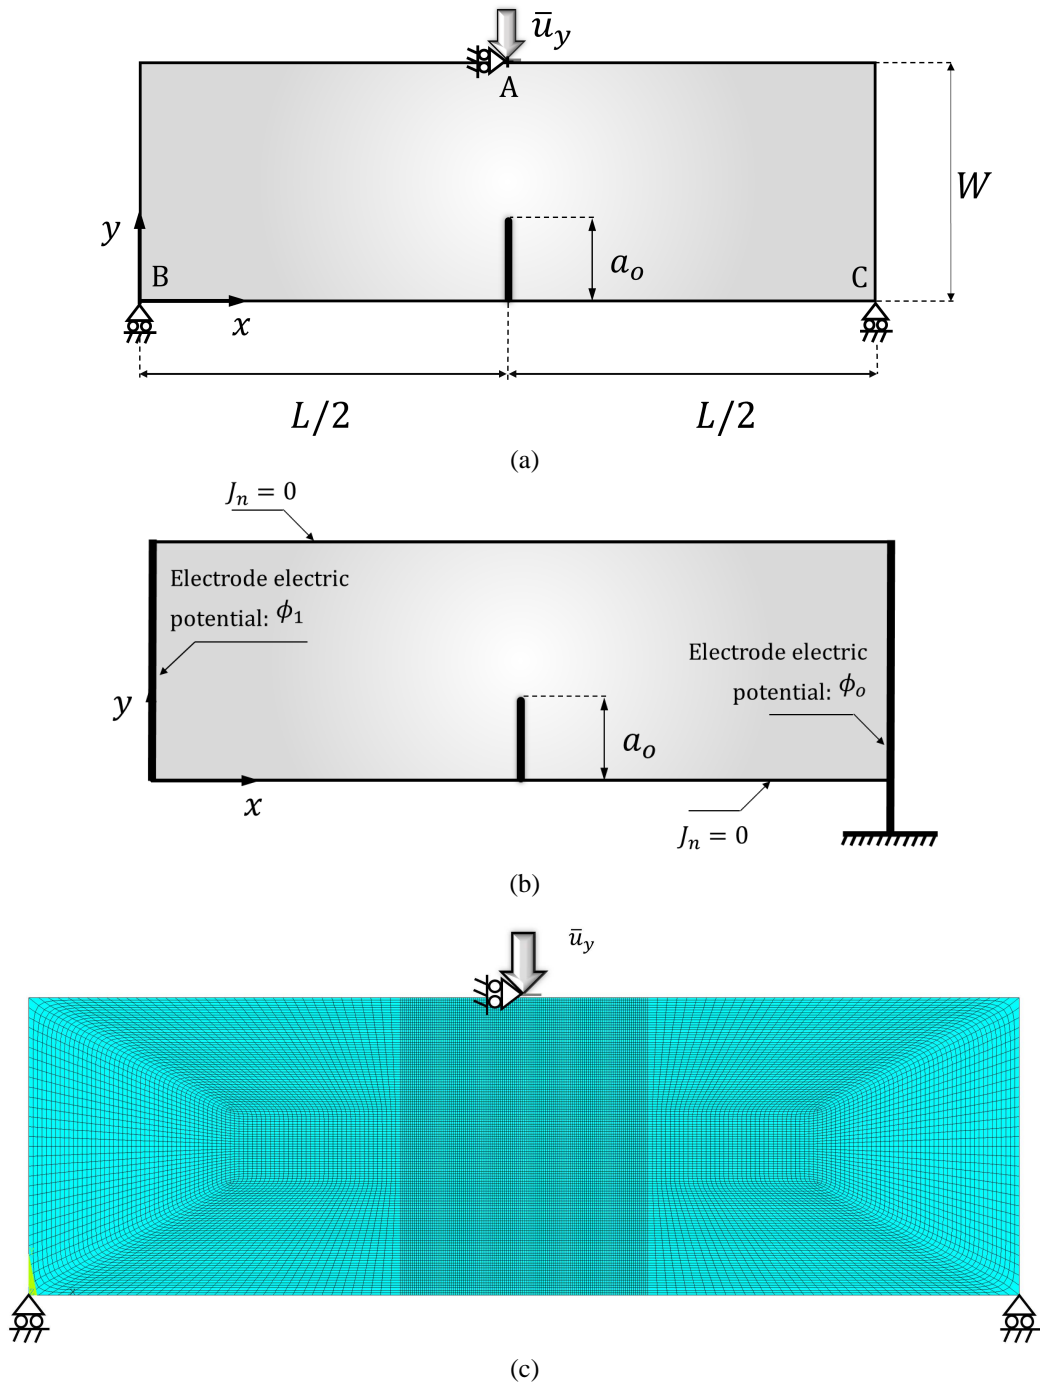 ū_y
A
W
y
a_o
B
C
x
L/2
L/2
(a)
J_n = 0
Electrode electric
potential: ϕ_1
Electrode electric
potential: ϕ_o
y
a_o
x
J_n = 0
(b)
ū_y
(c)